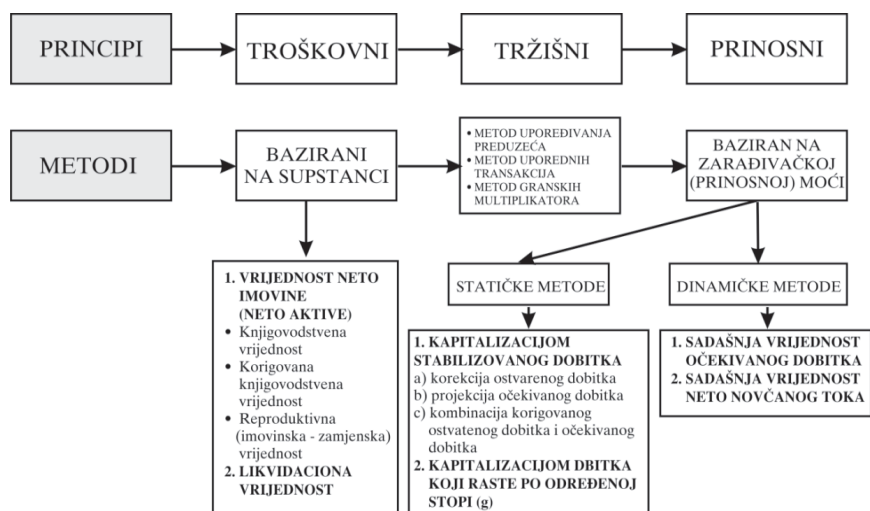 PRINCIPI
TROŠKOVNI
TRŽIŠNI
PRINOSNI
METODI
BAZIRANI
NA SUPSTANCI
• METOD UPOREĐIVANJA
PREDUZEĆA
• METOD UPOREDNIH
TRANSAKCIJA
• METOD GRANSKIH
MULTIPLIKATORA
BAZIRAN NA
ZARAĐIVAČKOJ
(PRINOSNOJ) MOĆI
1. VRIJEDNOST NETO
IMOVINE
(NETO AKTIVE)
• Knjigovodstvena
vrijednost
• Korigovana
knjigovodstvena
vrijednost
• Reproduktivna
(imovinska - zamjenska)
vrijednost
2. LIKVIDACIONA
VRIJEDNOST
STATIČKE METODE
1. KAPITALIZACIJOM
STABILIZOVANOG DOBITKA
a) korekcija ostvarenog dobitka
b) projekcija očekivanog dobitka
c) kombinacija korigovanog
ostvatenog dobitka i očekivanog
dobitka
2. KAPITALIZACIJOM DBITKA
KOJI RASTE PO ODREĐENOJ
STOPI (g)
DINAMIČKE METODE
1. SADAŠNJA VRIJEDNOST
OČEKIVANOG DOBITKA
2. SADAŠNJA VRIJEDNOST
NETO NOVČANOG TOKA